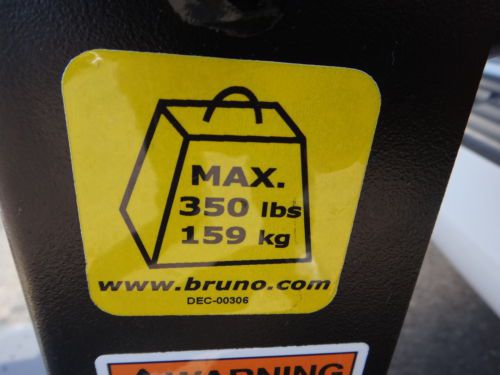 MAX.
350 lbs
159 kg
www.bruno.com
DEC-00306
WARNING